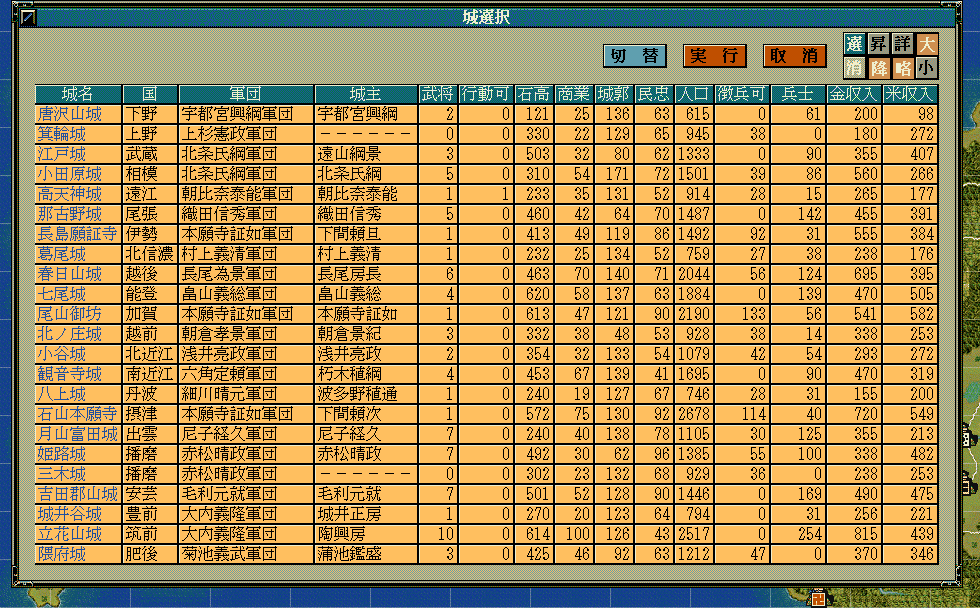 城選択
切替 実行 取消 選 昇 詳 大
消 降 略 小
城名 国 軍団 城主 武将 行動可 石高 商業 城郭 民忠 人口 徴兵可 兵士 金収入 米収入
唐沢山城 下野 宇都宮興綱軍団 宇都宮興綱 2 0 121 25 136 63 615 0 61 200 98
箕輪城 上野 上杉憲政軍団 ------ 0 0 330 22 129 65 945 38 0 180 272
江戸城 武蔵 北条氏綱軍団 遠山綱景 3 0 503 32 80 62 1333 0 90 355 407
小田原城 相模 北条氏綱軍団 北条氏綱 5 0 310 54 171 72 1501 39 86 560 266
高天神城 遠江 朝比奈泰能軍団 朝比奈泰能 1 1 233 35 131 52 914 28 15 265 177
那古野城 尾張 織田信秀軍団 織田信秀 5 0 460 42 64 70 1487 0 142 455 391
長島願証寺 伊勢 本願寺証如軍団 下間頼旦 1 0 413 49 119 86 1492 92 31 555 384
葛尾城 北信濃 村上義清軍団 村上義清 1 0 232 25 134 52 759 27 38 238 176
春日山城 越後 長尾為景軍団 長尾房長 6 0 463 70 140 71 2044 56 124 695 395
七尾城 能登 畠山義総軍団 畠山義総 4 0 620 58 137 63 1884 0 139 470 505
尾山御坊 加賀 本願寺証如軍団 本願寺証如 1 0 613 47 121 90 2190 133 56 541 582
北ノ庄城 越前 朝倉孝景軍団 朝倉景紀 3 0 332 38 48 53 928 38 14 338 253
小谷城 北近江 浅井亮政軍団 浅井亮政 2 0 354 32 133 54 1079 42 54 293 272
観音寺城 南近江 六角定頼軍団 朽木稙綱 4 0 453 67 139 41 1695 0 90 470 319
八上城 丹波 細川晴元軍団 波多野稙通 1 0 240 19 127 67 746 28 31 155 200
石山本願寺 摂津 本願寺証如軍団 下間頼次 1 0 572 75 130 92 2678 114 40 720 549
月山富田城 出雲 尼子経久軍団 尼子経久 7 0 240 40 138 78 1105 30 125 355 213
姫路城 播磨 赤松晴政軍団 赤松晴政 7 0 492 30 62 96 1385 55 100 338 482
三木城 播磨 赤松晴政軍団 ------ 0 0 302 23 132 68 929 36 0 238 253
吉田郡山城 安芸 毛利元就軍団 毛利元就 7 0 501 52 128 90 1446 0 169 490 475
城井谷城 豊前 大内義隆軍団 城井正房 1 0 270 20 123 64 794 0 31 256 221
立花山城 筑前 大内義隆軍団 陶興房 10 0 614 100 126 43 2517 0 254 815 439
隈府城 肥後 菊池義武軍団 蒲池鑑盛 3 0 425 46 92 63 1212 47 0 370 346